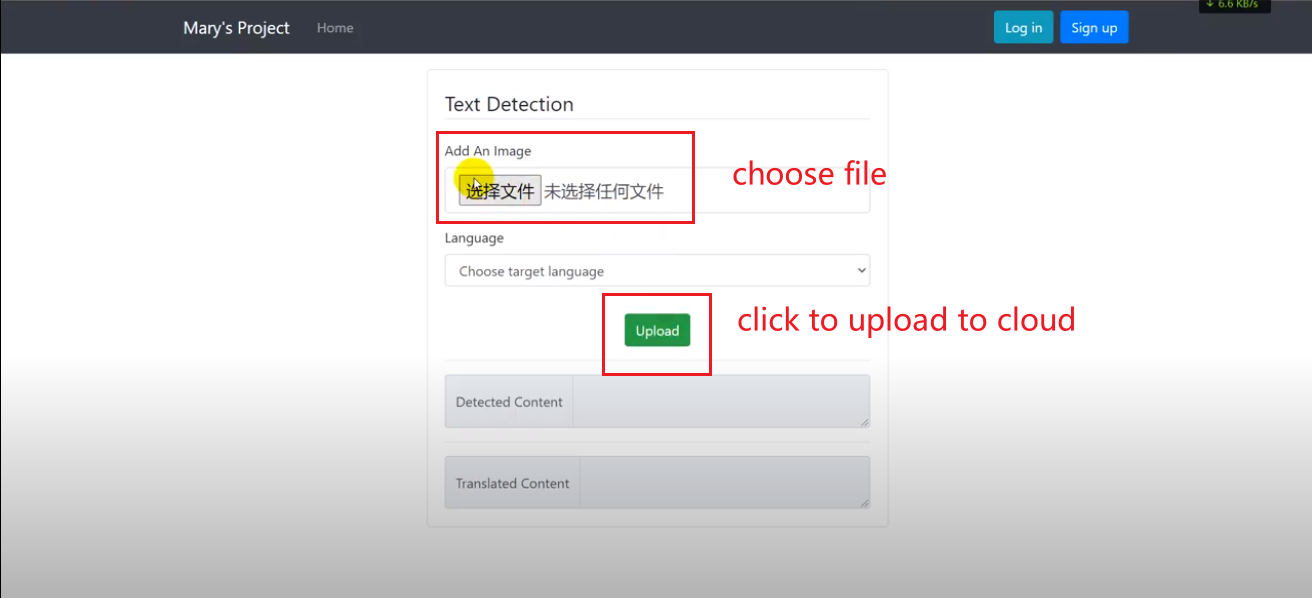 ↓ 6.6 KB/s
Mary's Project Home Log in Sign up
Text Detection
Add An Image
选择文件 未选择任何文件
choose file
Language
Choose target language
Upload
click to upload to cloud
Detected Content
Translated Content